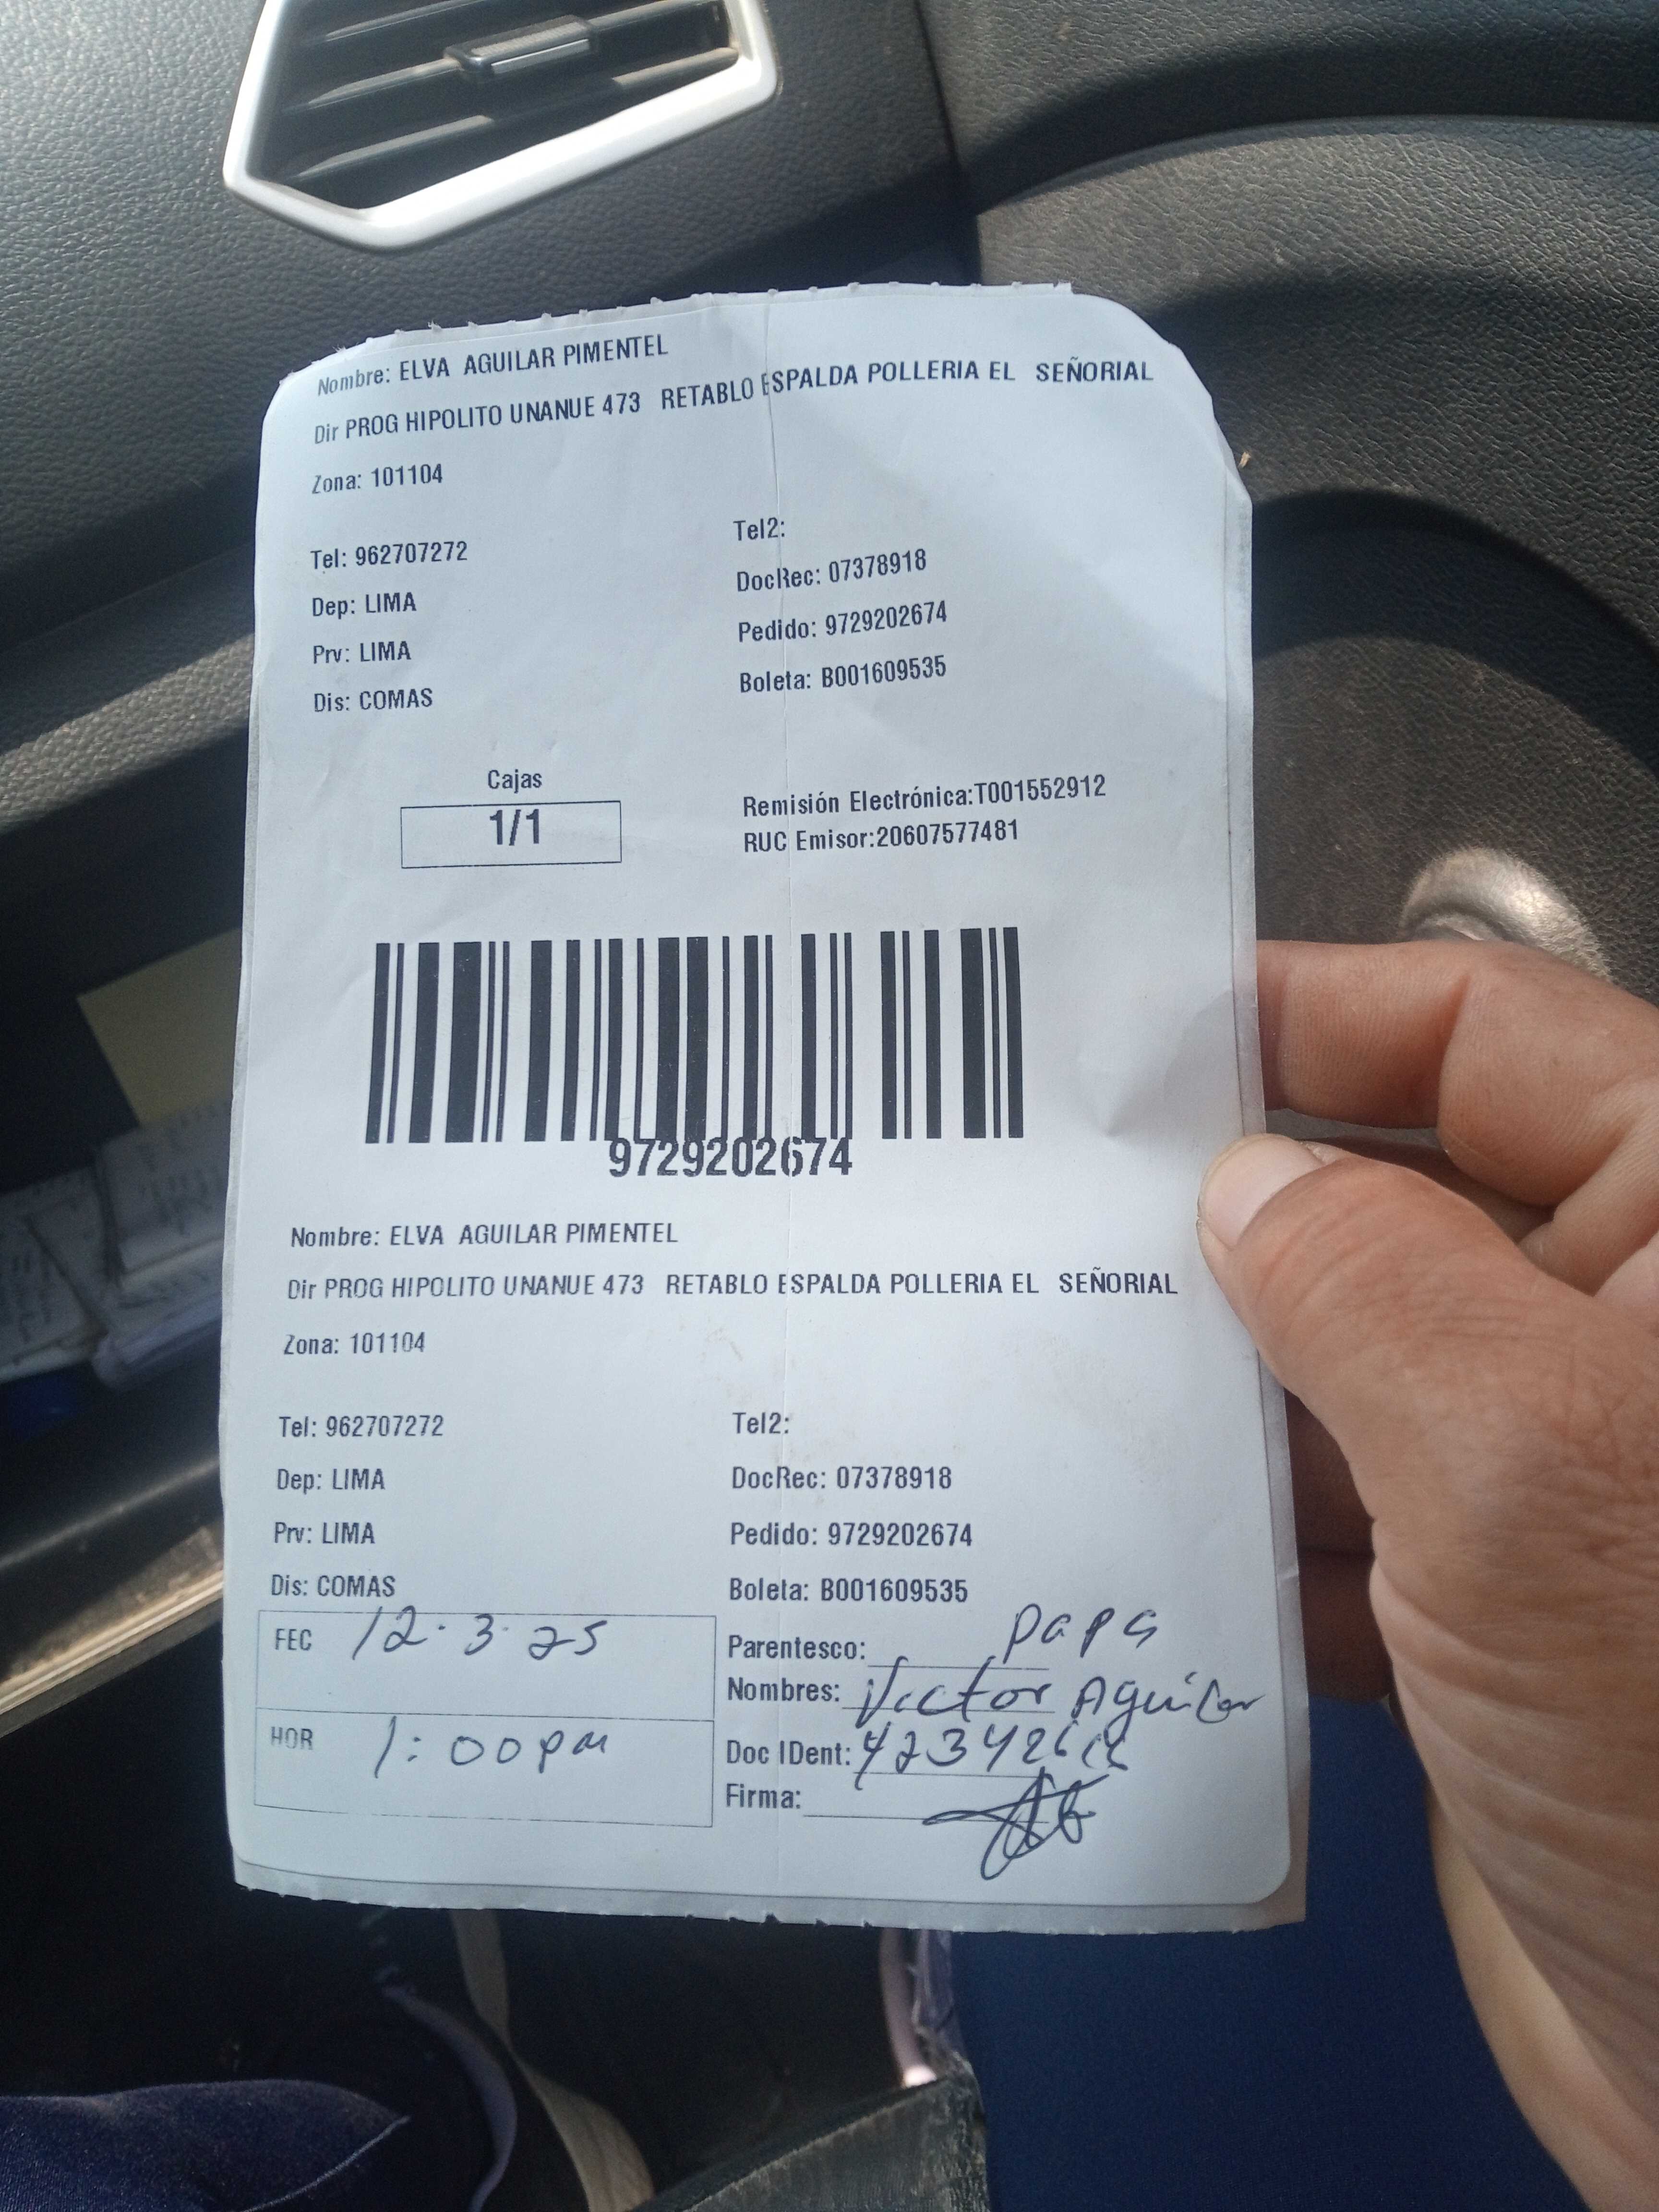 Nombre: ELVA AGUILAR PIMENTEL
Dir PROG HIPOLITO UNANUE 473 RETABLO ESPALDA POLLERIA EL SEÑORIAL
Zona: 101104
Tel: 962707272 Tel2:
Dep: LIMA DocRec: 07378918
Prv: LIMA Pedido: 9729202674
Dis: COMAS Boleta: B001609535
Cajas
1/1
Remisión Electrónica:T001552912
RUC Emisor:20607577481
9729202674
Nombre: ELVA AGUILAR PIMENTEL
Dir PROG HIPOLITO UNANUE 473 RETABLO ESPALDA POLLERIA EL SEÑORIAL
Zona: 101104
Tel: 962707272 Tel2:
Dep: LIMA DocRec: 07378918
Prv: LIMA Pedido: 9729202674
Dis: COMAS Boleta: B001609535
FEC 12.3.25 Parentesco: papa
Nombres: Victor Aguilar
HOR 1:00pm Doc IDent:
Firma: